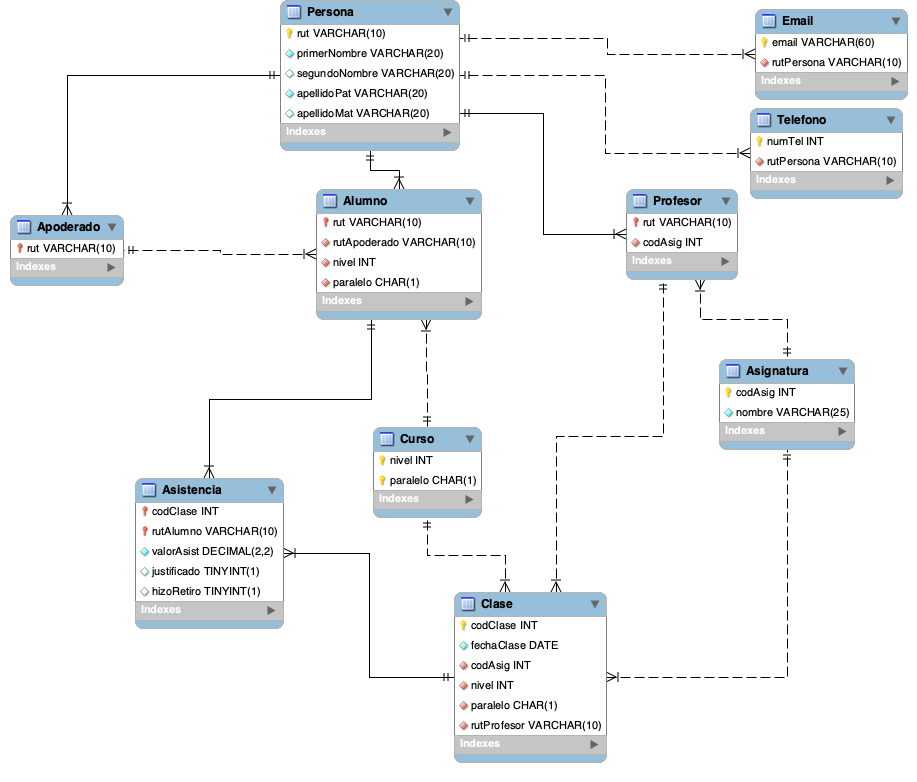 Persona
rut VARCHAR(10)
primerNombre VARCHAR(20)
segundoNombre VARCHAR(20)
apellidoPat VARCHAR(20)
apellidoMat VARCHAR(20)
Indexes
Email
email VARCHAR(60)
rutPersona VARCHAR(10)
Indexes
Telefono
numTel INT
rutPersona VARCHAR(10)
Indexes
Apoderado
rut VARCHAR(10)
Indexes
Alumno
rut VARCHAR(10)
rutApoderado VARCHAR(10)
nivel INT
paralelo CHAR(1)
Indexes
Profesor
rut VARCHAR(10)
codAsig INT
Indexes
Asignatura
codAsig INT
nombre VARCHAR(25)
Indexes
Curso
nivel INT
paralelo CHAR(1)
Indexes
Asistencia
codClase INT
rutAlumno VARCHAR(10)
valorAsist DECIMAL(2,2)
justificado TINYINT(1)
hizoRetiro TINYINT(1)
Indexes
Clase
codClase INT
fechaClase DATE
codAsig INT
nivel INT
paralelo CHAR(1)
rutProfesor VARCHAR(10)
Indexes